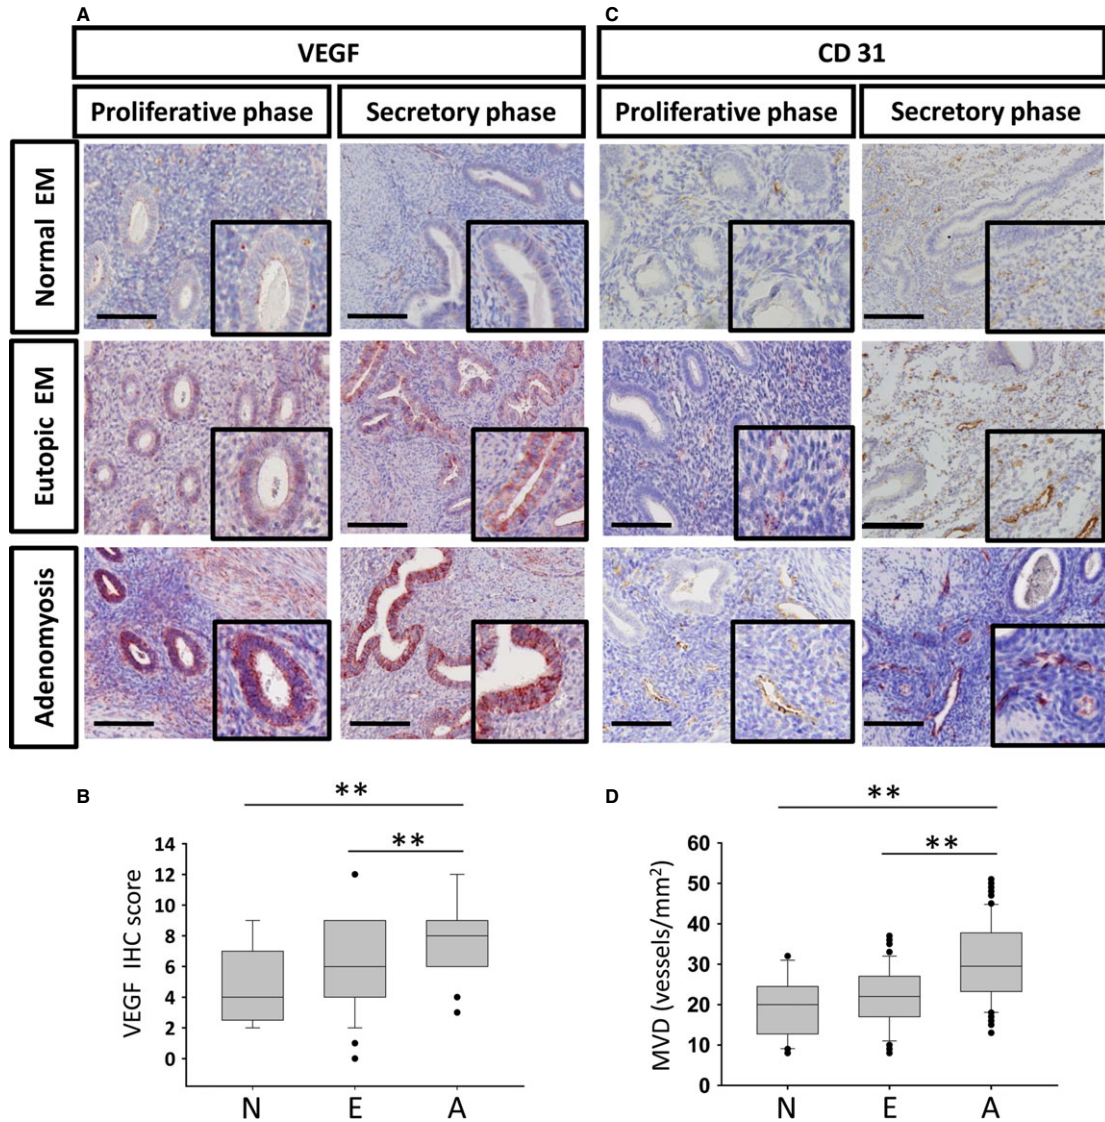 A
C
VEGF
CD 31
Proliferative phase
Secretory phase
Proliferative phase
Secretory phase
Normal EM
Eutopic EM
Adenomyosis
B
**
**
VEGF IHC score
14
12
10
8
6
4
2
0
N
E
A
D
**
**
MVD (vessels/mm²)
60
50
40
30
20
10
0
N
E
A